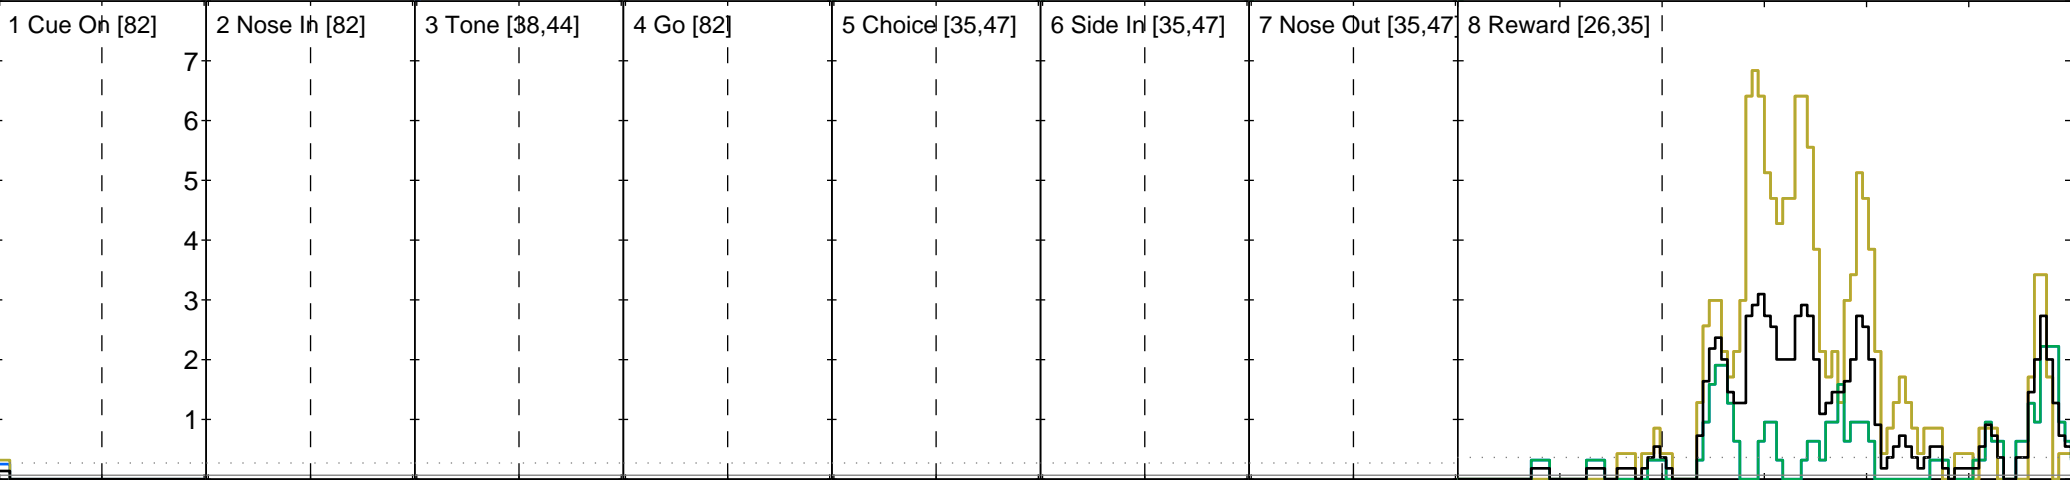 1 Cue On [82]
2 Nose In [82]
3 Tone [38,44]
4 Go [82]
5 Choice [35,47]
6 Side In [35,47]
7 Nose Out [35,47]
8 Reward [26,35]
7
6
5
4
3
2
1